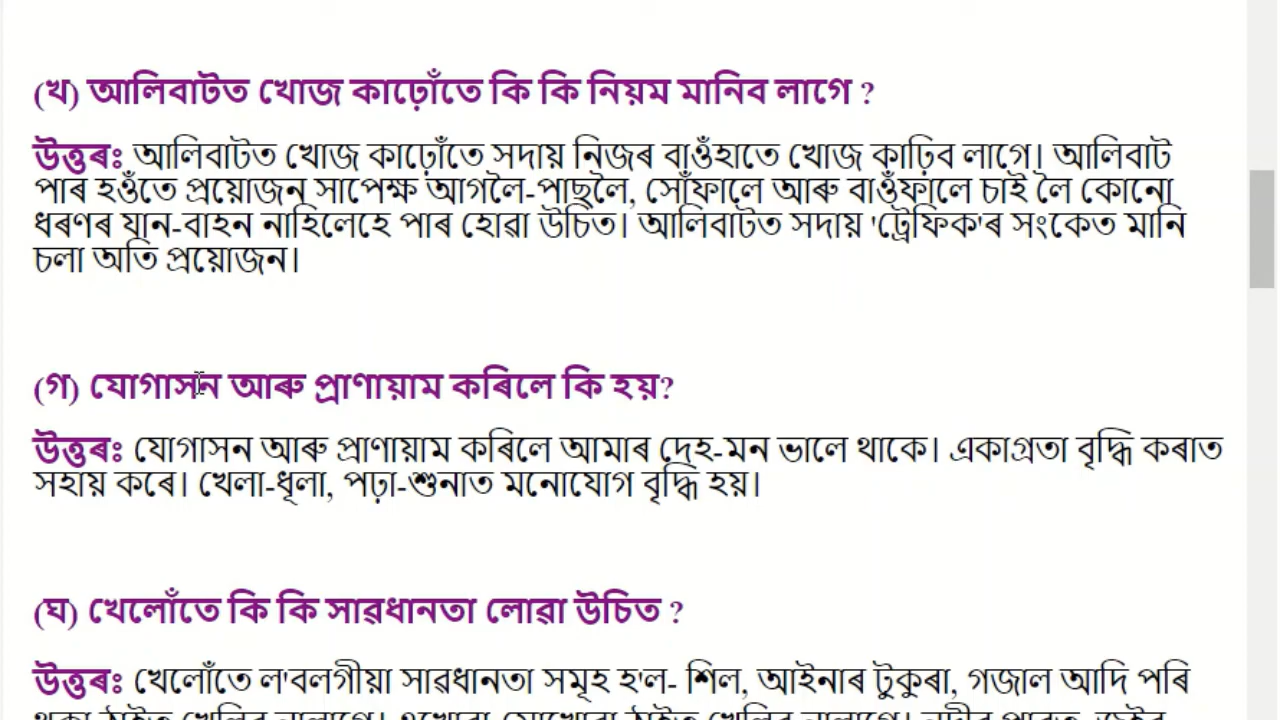 (খ) আলিবাটত খোজ কাঢ়োঁতে কি কি নিয়ম মানিব লাগে ?
উত্তৰঃ আলিবাটত খোজ কাঢ়োঁতে সদায় নিজৰ বাওঁহাতে খোজ কাঢ়িব লাগে। আলিবাট
পাৰ হওঁতে প্ৰয়োজন সাপেক্ষ আগলৈ-পাছলৈ, সোঁফালে আৰু বাওঁফালে চাই লৈ কোনো
ধৰণৰ যান-বাহন নাহিলেহে পাৰ হোৱা উচিত। আলিবাটত সদায় 'ট্ৰেফিক'ৰ সংকেত মানি
চলা অতি প্ৰয়োজন।
(গ) যোগাসন আৰু প্ৰাণায়াম কৰিলে কি হয়?
উত্তৰঃ যোগাসন আৰু প্ৰাণায়াম কৰিলে আমাৰ দেহ-মন ভালে থাকে। একাগ্ৰতা বৃদ্ধি কৰাত
সহায় কৰে। খেলা-ধূলা, পঢ়া-শুনাত মনোযোগ বৃদ্ধি হয়।
(ঘ) খেলোঁতে কি কি সাৱধানতা লোৱা উচিত ?
উত্তৰঃ খেলোঁতে ল'বলগীয়া সাৱধানতা সমূহ হ'ল- শিল, আইনাৰ টুকুৰা, গজাল আদি পৰি